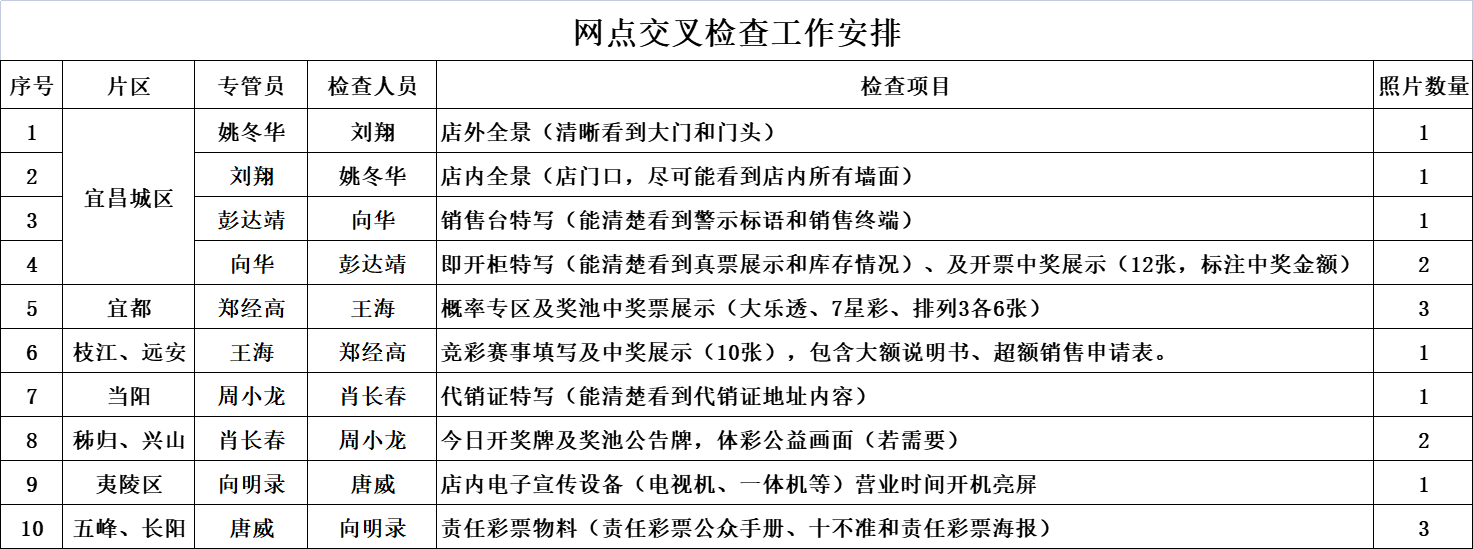 网点交叉检查工作安排
序号 片区 专管员 检查人员 检查项目 照片数量
1 宜昌城区 姚冬华 刘翔 店外全景（清晰看到大门和门头） 1
2 刘翔 姚冬华 店内全景（店门口，尽可能看到店内所有墙面） 1
3 彭达靖 向华 销售台特写（能清楚看到警示标语和销售终端） 1
4 向华 彭达靖 即开柜特写（能清楚看到真票展示和库存情况）、及开票中奖展示（12张，标注中奖金额） 2
5 宜都 郑经高 王海 概率专区及奖池中奖票展示（大乐透、7星彩、排列3各6张） 3
6 枝江、远安 王海 郑经高 竞彩赛事填写及中奖展示（10张），包含大额说明书、超额销售申请表。 1
7 当阳 周小龙 肖长春 代销证特写（能清楚看到代销证地址内容） 1
8 秭归、兴山 肖长春 周小龙 今日开奖牌及奖池公告牌，体彩公益画面（若需要） 2
9 夷陵区 向明录 唐威 店内电子宣传设备（电视机、一体机等）营业时间开机亮屏 1
10 五峰、长阳 唐威 向明录 责任彩票物料（责任彩票公众手册、十不准和责任彩票海报） 3